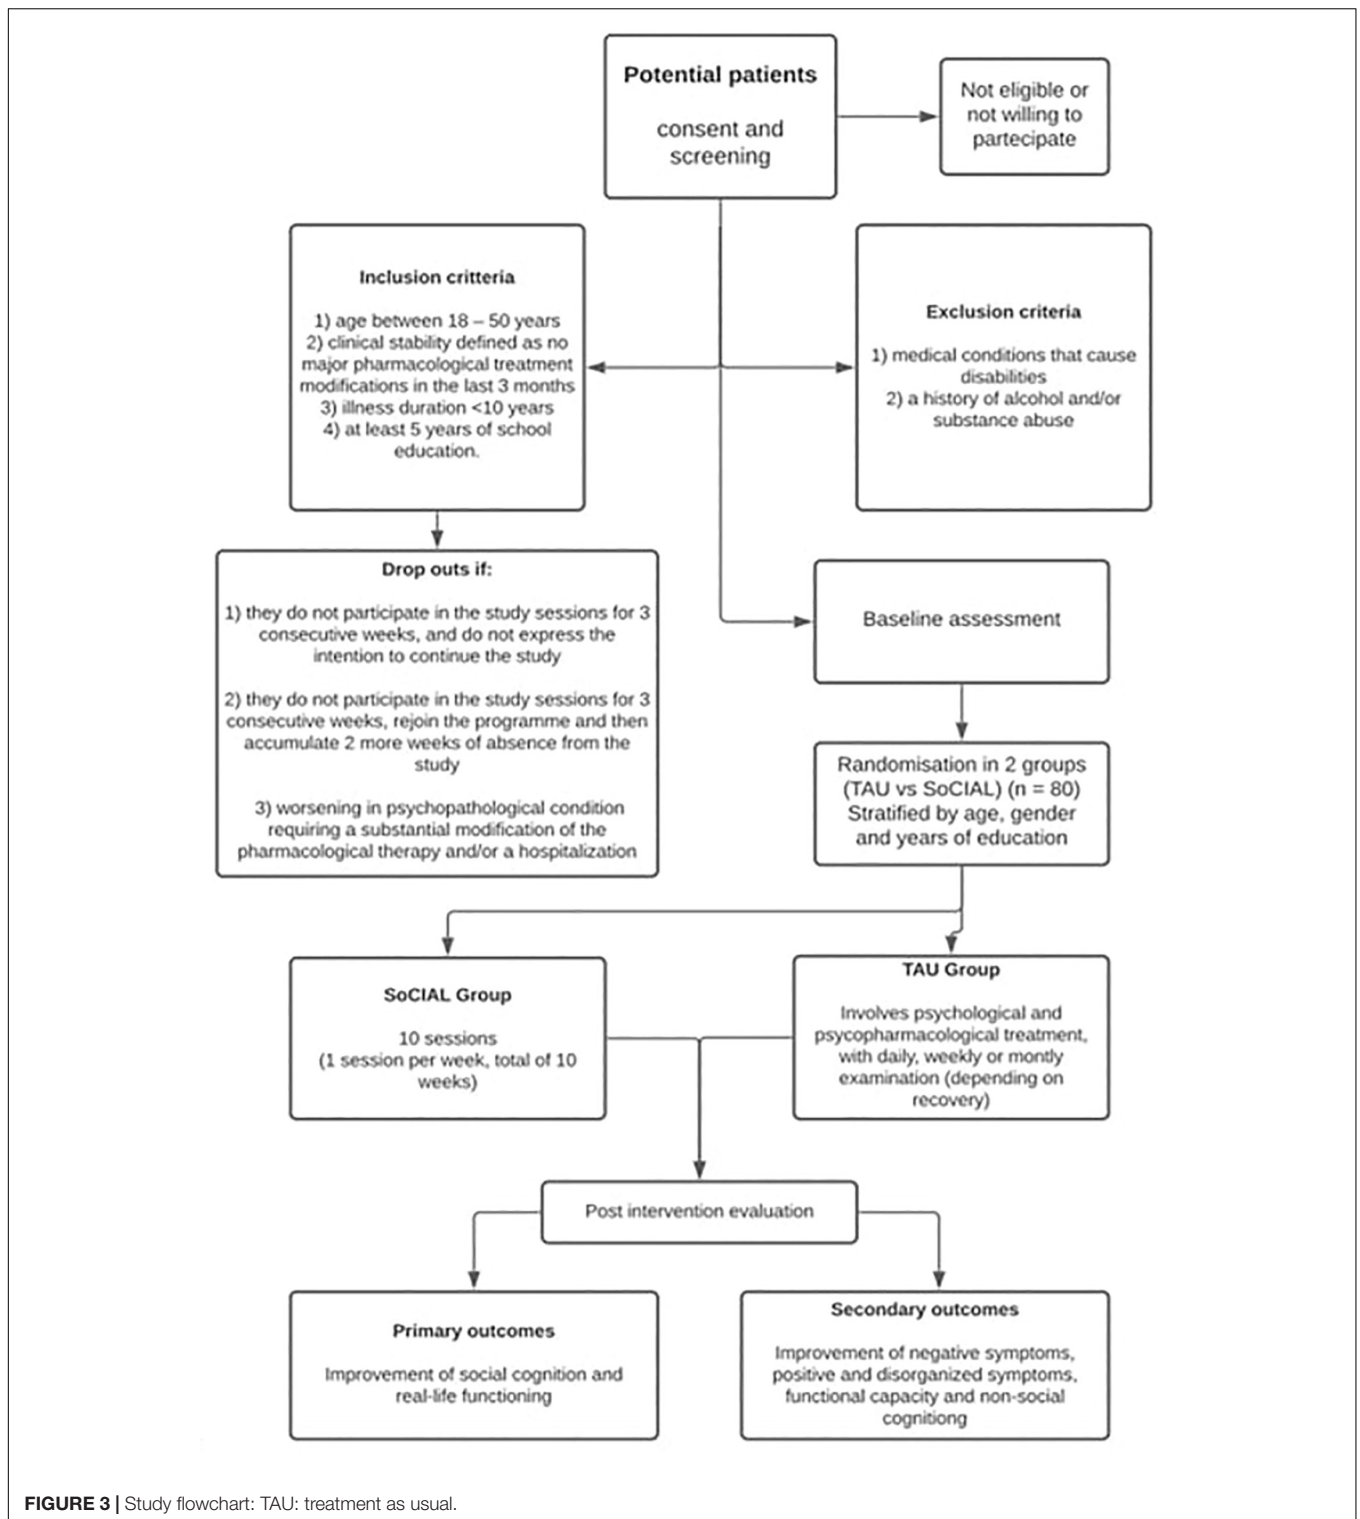 Potential patients
consent and
screening
Not eligible or
not willing to
partecipate
Inclusion critteria
1) age between 18 – 50 years
2) clinical stability defined as no
major pharmacological treatment
modifications in the last 3 months
3) illness duration <10 years
4) at least 5 years of school
education.
Exclusion criteria
1) medical conditions that cause
disabilities
2) a history of alcohol and/or
substance abuse
Drop outs if:
1) they do not participate in the study sessions for 3
consecutive weeks, and do not express the
intention to continue the study
2) they do not participate in the study sessions for 3
consecutive weeks, rejoin the programme and then
accumulate 2 more weeks of absence from the
study
3) worsening in psychopathological condition
requiring a substantial modification of the
pharmacological therapy and/or a hospitalization
Baseline assessment
Randomisation in 2 groups
(TAU vs SoCIAL) (n = 80)
Stratified by age, gender
and years of education
SoCIAL Group
10 sessions
(1 session per week, total of 10
weeks)
TAU Group
Involves psychological and
psycopharmacological treatment,
with daily, weekly or montly
examination (depending on
recovery)
Post intervention evaluation
Primary outcomes
Improvement of social cognition and
real-life functioning
Secondary outcomes
Improvement of negative symptoms,
positive and disorganized symptoms,
functional capacity and non-social
cognitiong
FIGURE 3 | Study flowchart: TAU: treatment as usual.